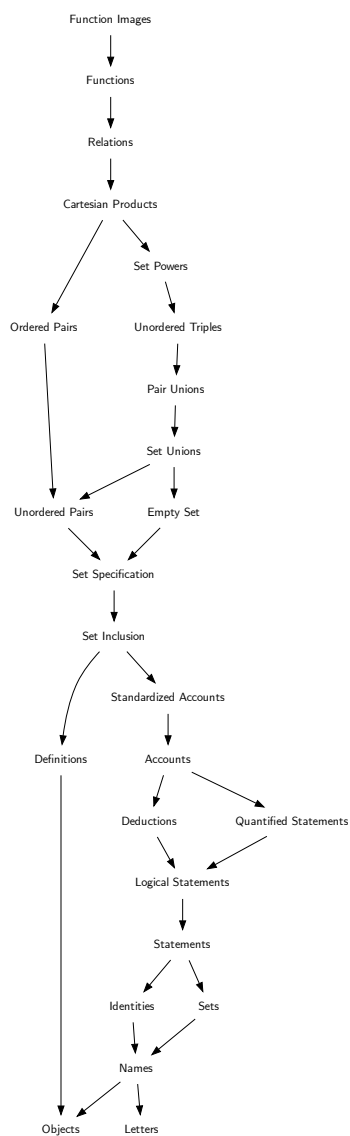 Function Images
Functions
Relations
Cartesian Products
Set Powers
Ordered Pairs
Unordered Triples
Pair Unions
Set Unions
Unordered Pairs
Empty Set
Set Specification
Set Inclusion
Standardized Accounts
Definitions
Accounts
Deductions
Quantified Statements
Logical Statements
Statements
Identities
Sets
Names
Objects
Letters